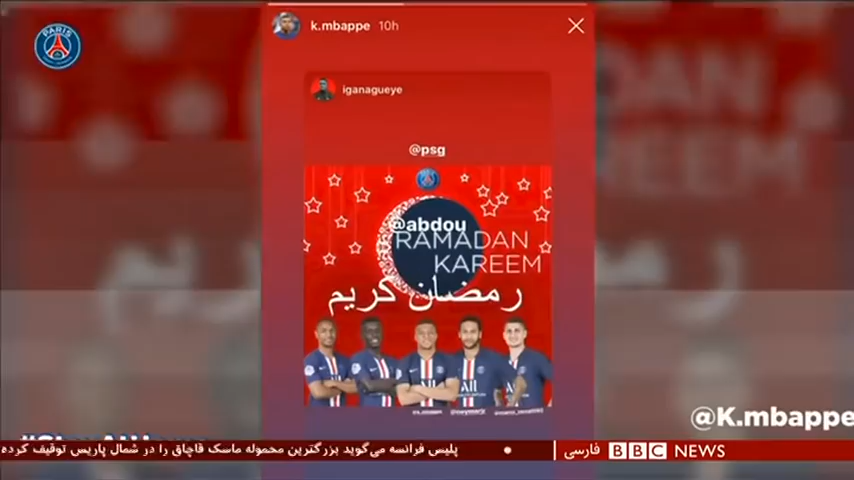 PARIS
k.mbappe 10h
iganagueye
@psg
@abdou
RAMADAN
KAREEM
رمضان كريم
@K.mbappe
پلیس فرانسه می‌گوید بزرگترین محموله ماسک قاچاق را در شمال پاریس توقیف کرده
فارسی BBC NEWS